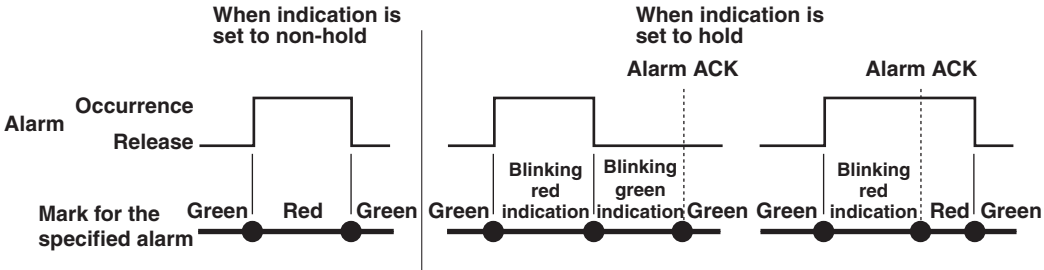 When indication is
set to non-hold
When indication is
set to hold
Alarm ACK
Alarm ACK
Occurrence
Alarm
Release
Blinking
red
indication
Blinking
green
indication
Blinking
red
indication
Mark for the
specified alarm
Green
Red
Green
Green
Green
Green
Red
Green